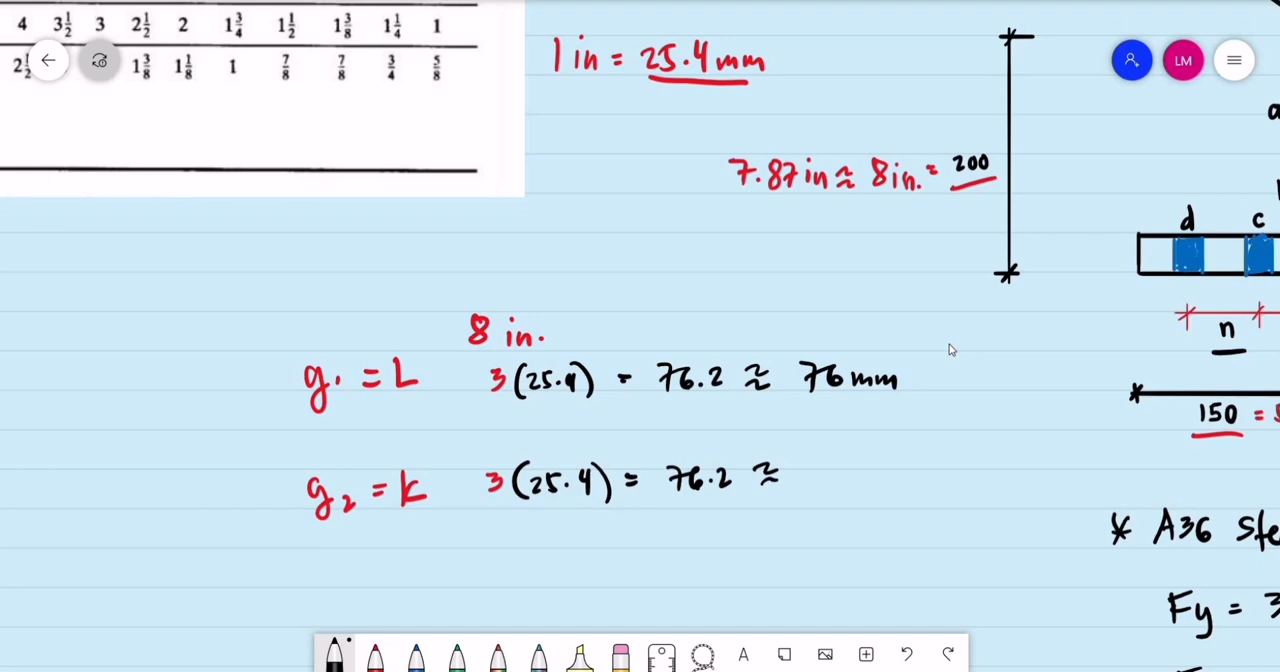 4 3½ 3 2½ 2 1¾ 1½ 1⅜ 1¼ 1
2½ 1⅜ 1⅛ 1 ⅞ ⅞ ¾ ⅝
1 in = 25.4 mm
LM
7.87 in ≈ 8 in. = 200
d c
n
8 in.
g₁ = L 3(25.4) = 76.2 ≈ 76 mm
150 =
g₂ = k 3(25.4) = 76.2 ≈
* A36
Fy = 3
A